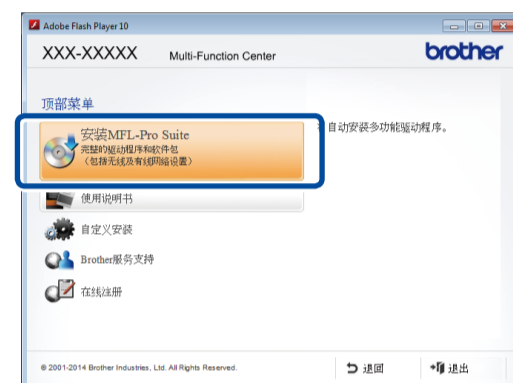 Adobe Flash Player 10
XXX-XXXXX Multi-Function Center brother
顶部菜单
安装MFL-Pro Suite
完整的驱动程序和软件包
（包括无线及有线网络设置）
自动安装多功能驱动程序。
使用说明书
自定义安装
Brother服务支持
在线注册
© 2001-2014 Brother Industries, Ltd. All Rights Reserved. 退回 退出